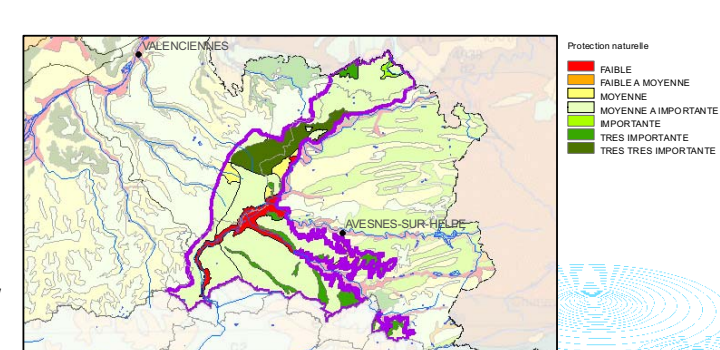 VALENCIENNES
AVESNES-SUR-HELPE
Protection naturelle
FAIBLE
FAIBLE A MOYENNE
MOYENNE
MOYENNE A IMPORTANTE
IMPORTANTE
TRES IMPORTANTE
TRES TRES IMPORTANTE